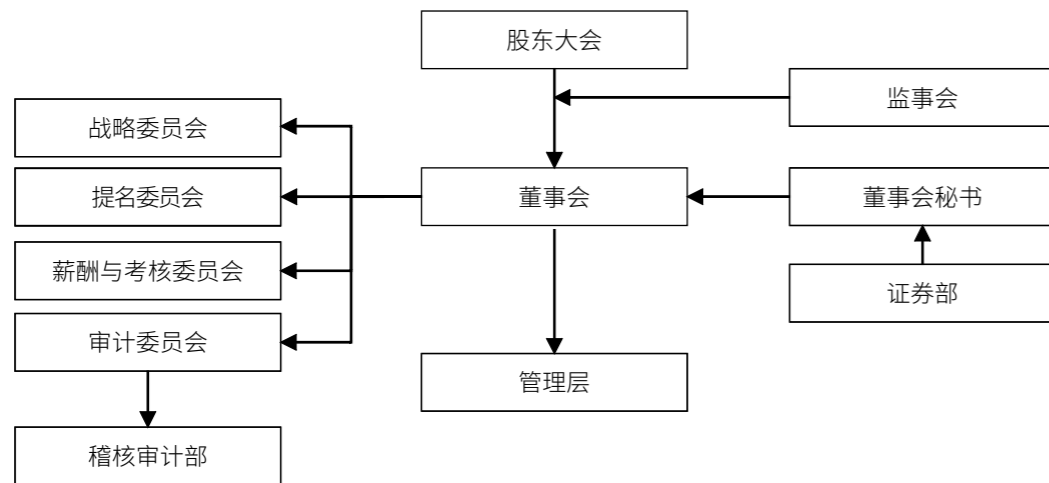 股东大会
监事会
战略委员会
提名委员会
董事会
董事会秘书
薪酬与考核委员会
证券部
审计委员会
管理层
稽核审计部